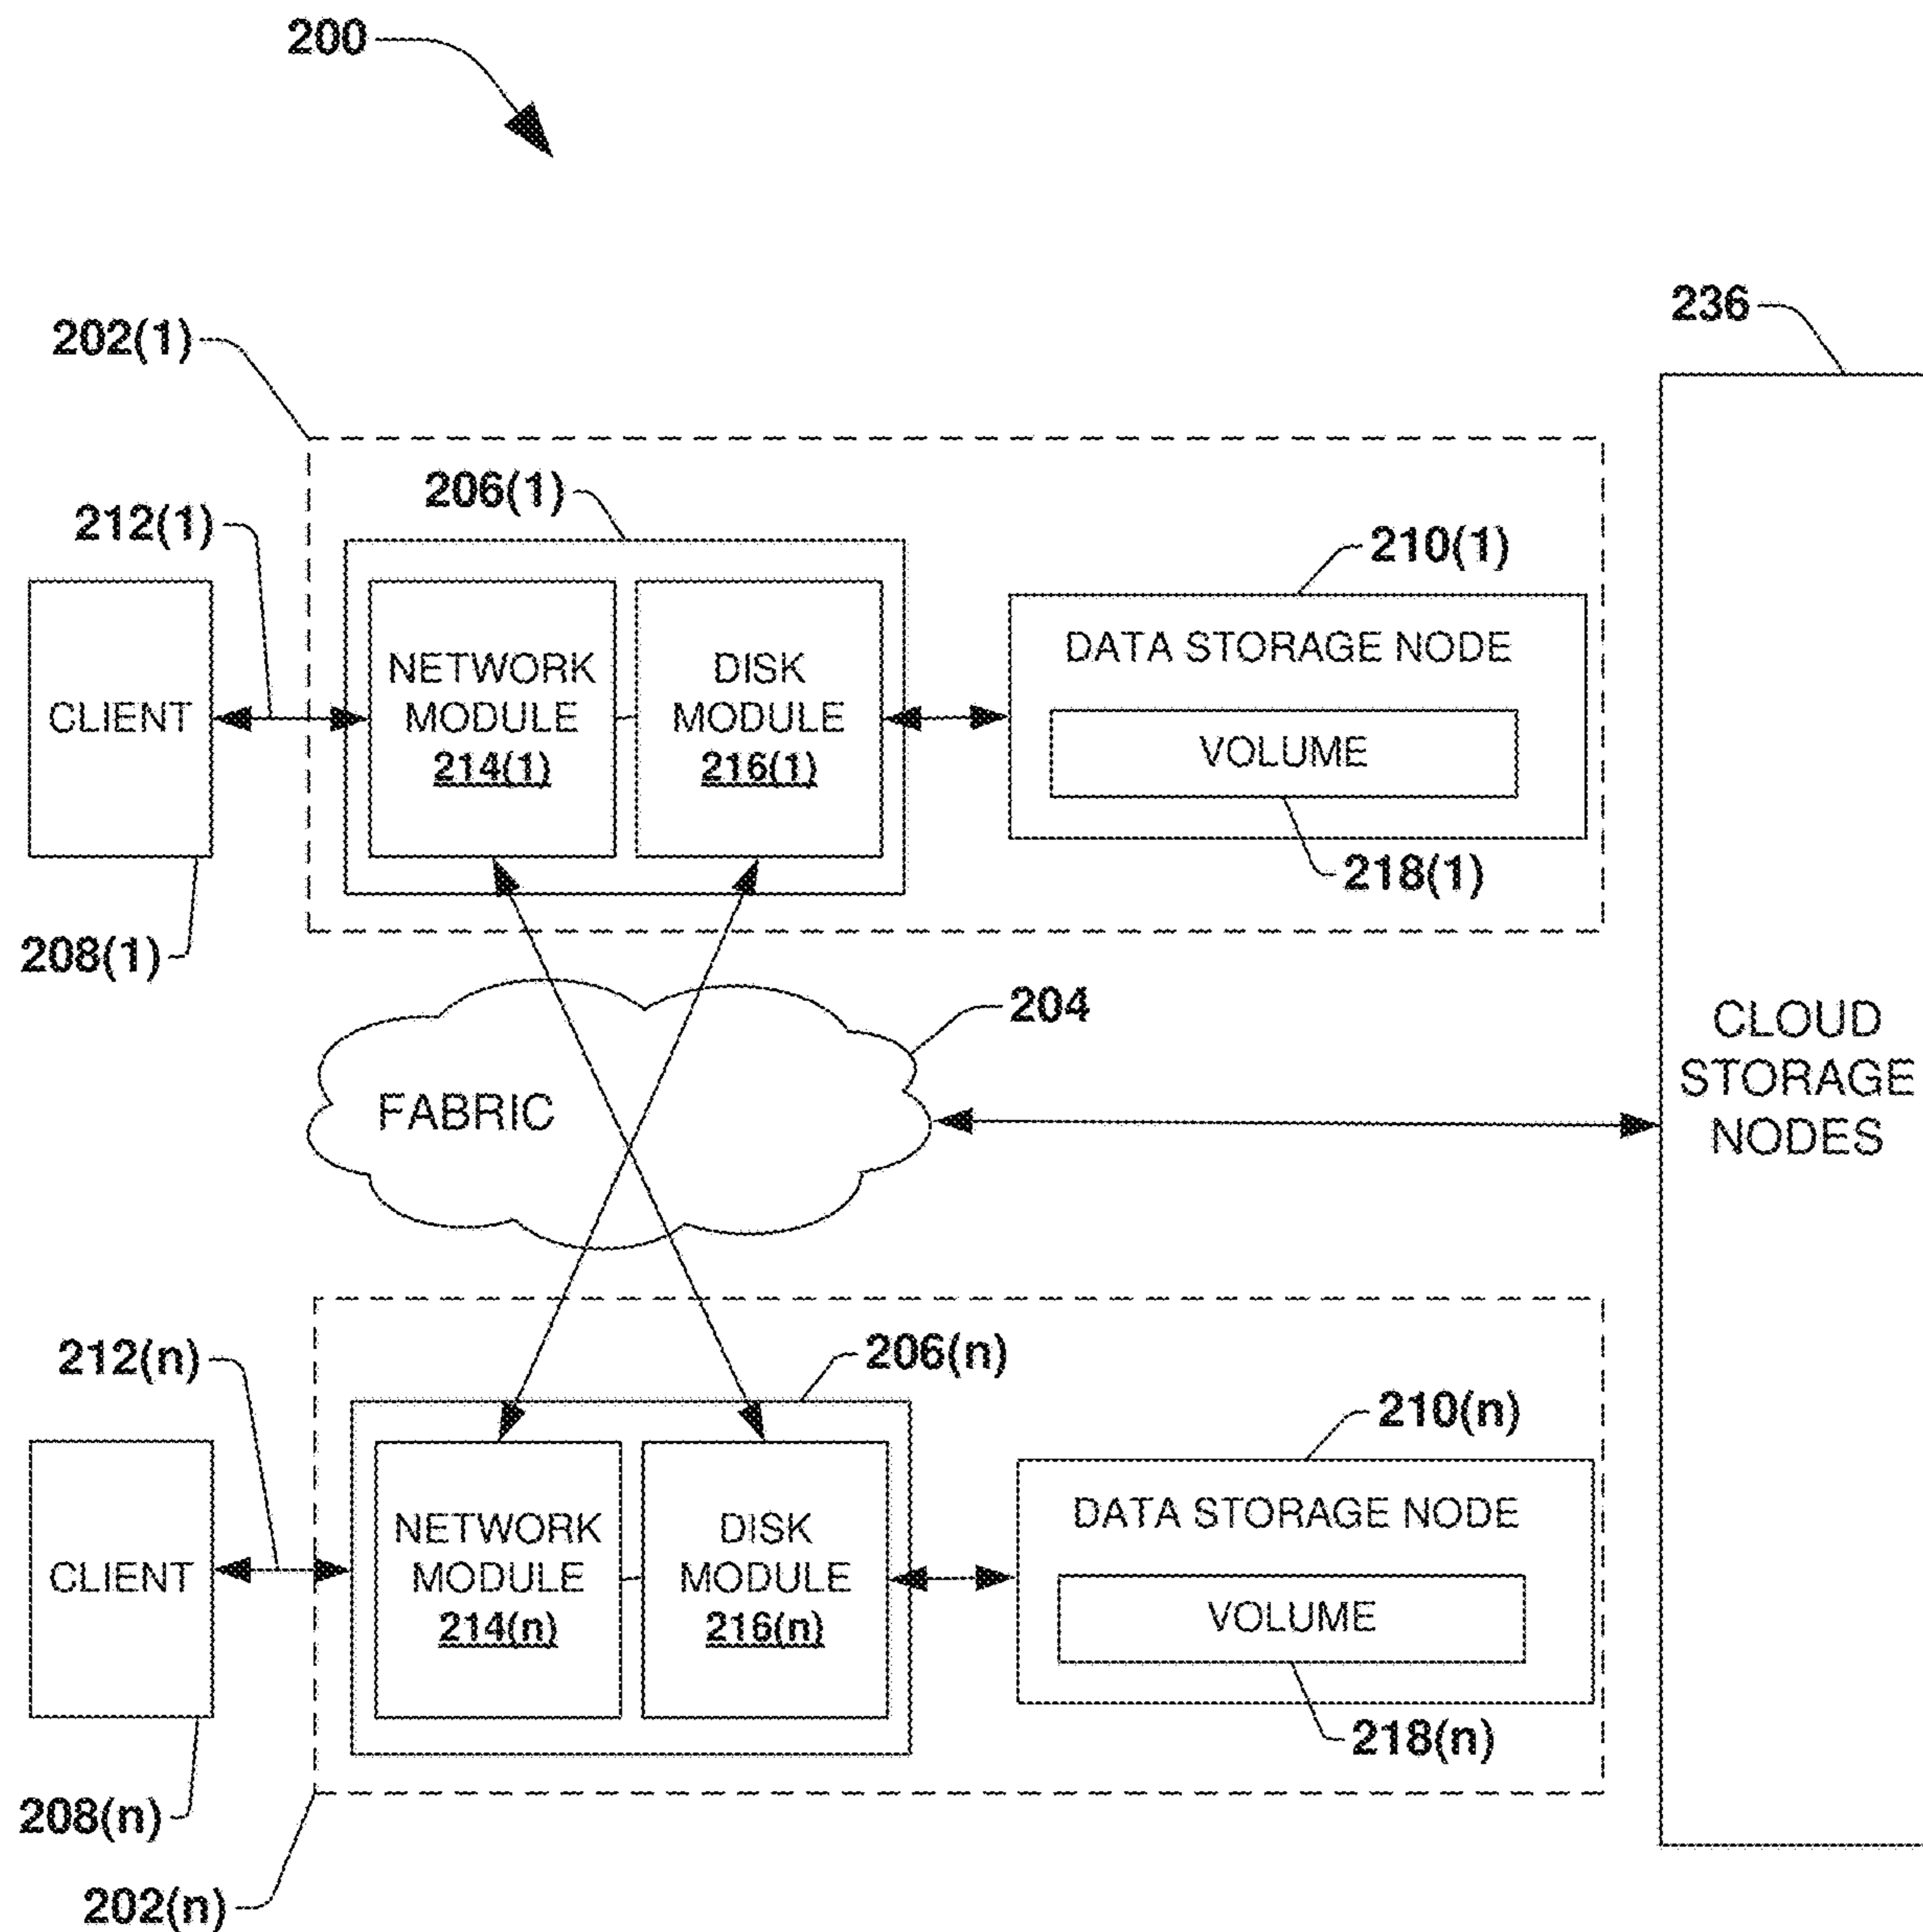 200
236
202(1)
206(1)
212(1)
210(1)
CLIENT
NETWORK
MODULE
214(1)
DISK
MODULE
216(1)
DATA STORAGE NODE
VOLUME
218(1)
208(1)
204
FABRIC
CLOUD
STORAGE
NODES
212(n)
206(n)
210(n)
CLIENT
NETWORK
MODULE
214(n)
DISK
MODULE
216(n)
DATA STORAGE NODE
VOLUME
218(n)
208(n)
202(n)